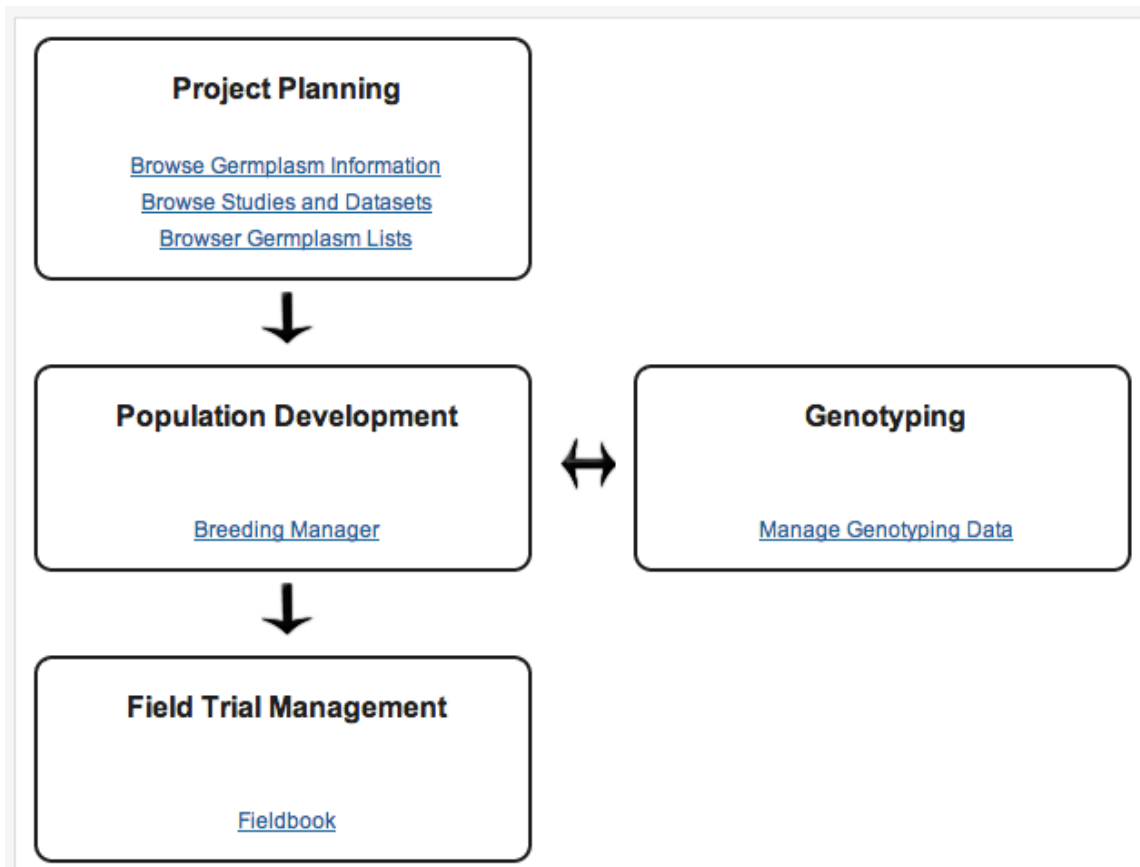 Project Planning
Browse Germplasm Information
Browse Studies and Datasets
Browser Germplasm Lists
Population Development
Breeding Manager
Genotyping
Manage Genotyping Data
Field Trial Management
Fieldbook